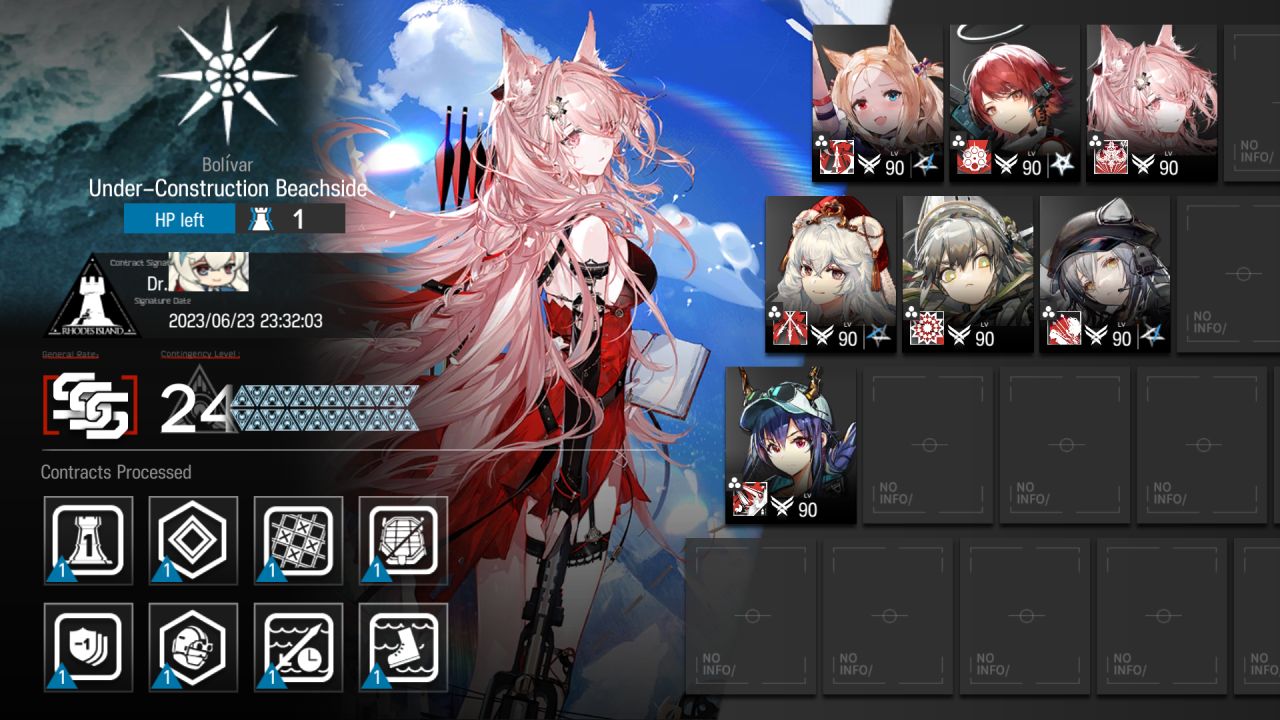 Bolívar
Under-Construction Beachside
HP left 1
Contract Signa
Dr.
Signature Date
RHODES ISLAND
2023/06/23 23:32:03
General Rate:
Contingency Level:
24
Contracts Processed
1
1
1
1
1
-1
1
1
1
1
LV
90
LV
90
LV
90
NO
INFO/
LV
90
LV
90
LV
90
NO
INFO/
LV
90
NO
INFO/
NO
INFO/
NO
INFO/
NO
INFO/
NO
INFO/
NO
INFO/
NO
INFO/
NO
INFO